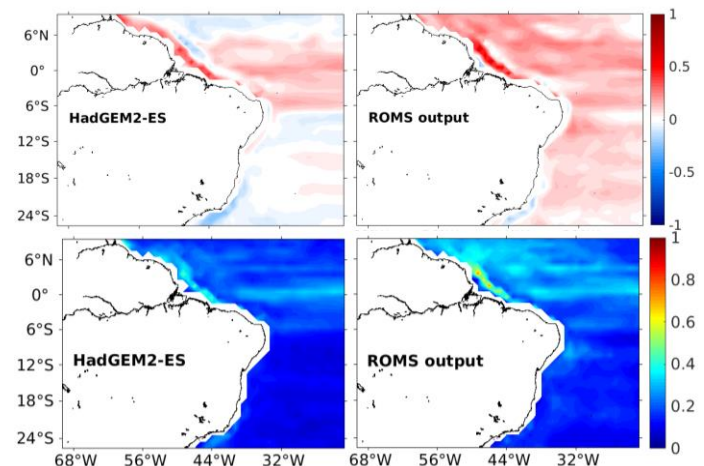 6°N
0°
6°S
12°S
18°S
24°S
HadGEM2-ES
ROMS output
1
0.5
0
-0.5
-1
6°N
0°
6°S
12°S
18°S
24°S
HadGEM2-ES
ROMS output
1
0.8
0.6
0.4
0.2
0
68°W 56°W 44°W 32°W 68°W 56°W 44°W 32°W